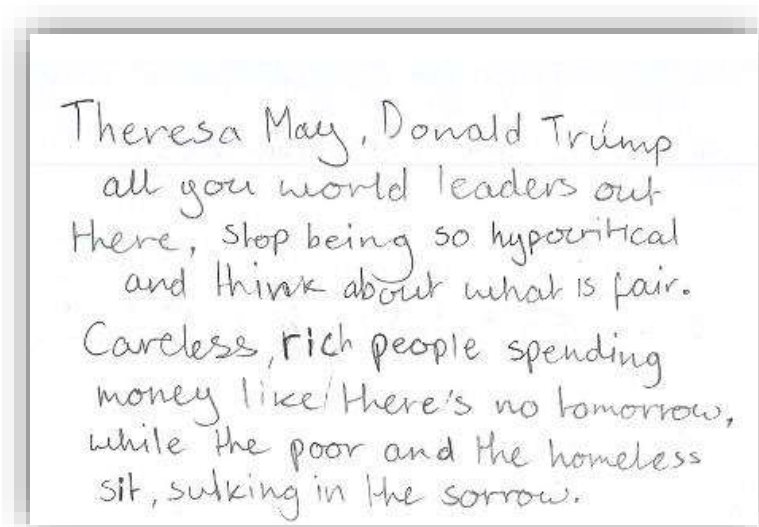 Theresa May, Donald Trump
all you world leaders out
there, stop being so hypocritical
and think about what is fair.
Careless, rich people spending
money like there's no tomorrow,
while the poor and the homeless
sit, sulking in the sorrow.